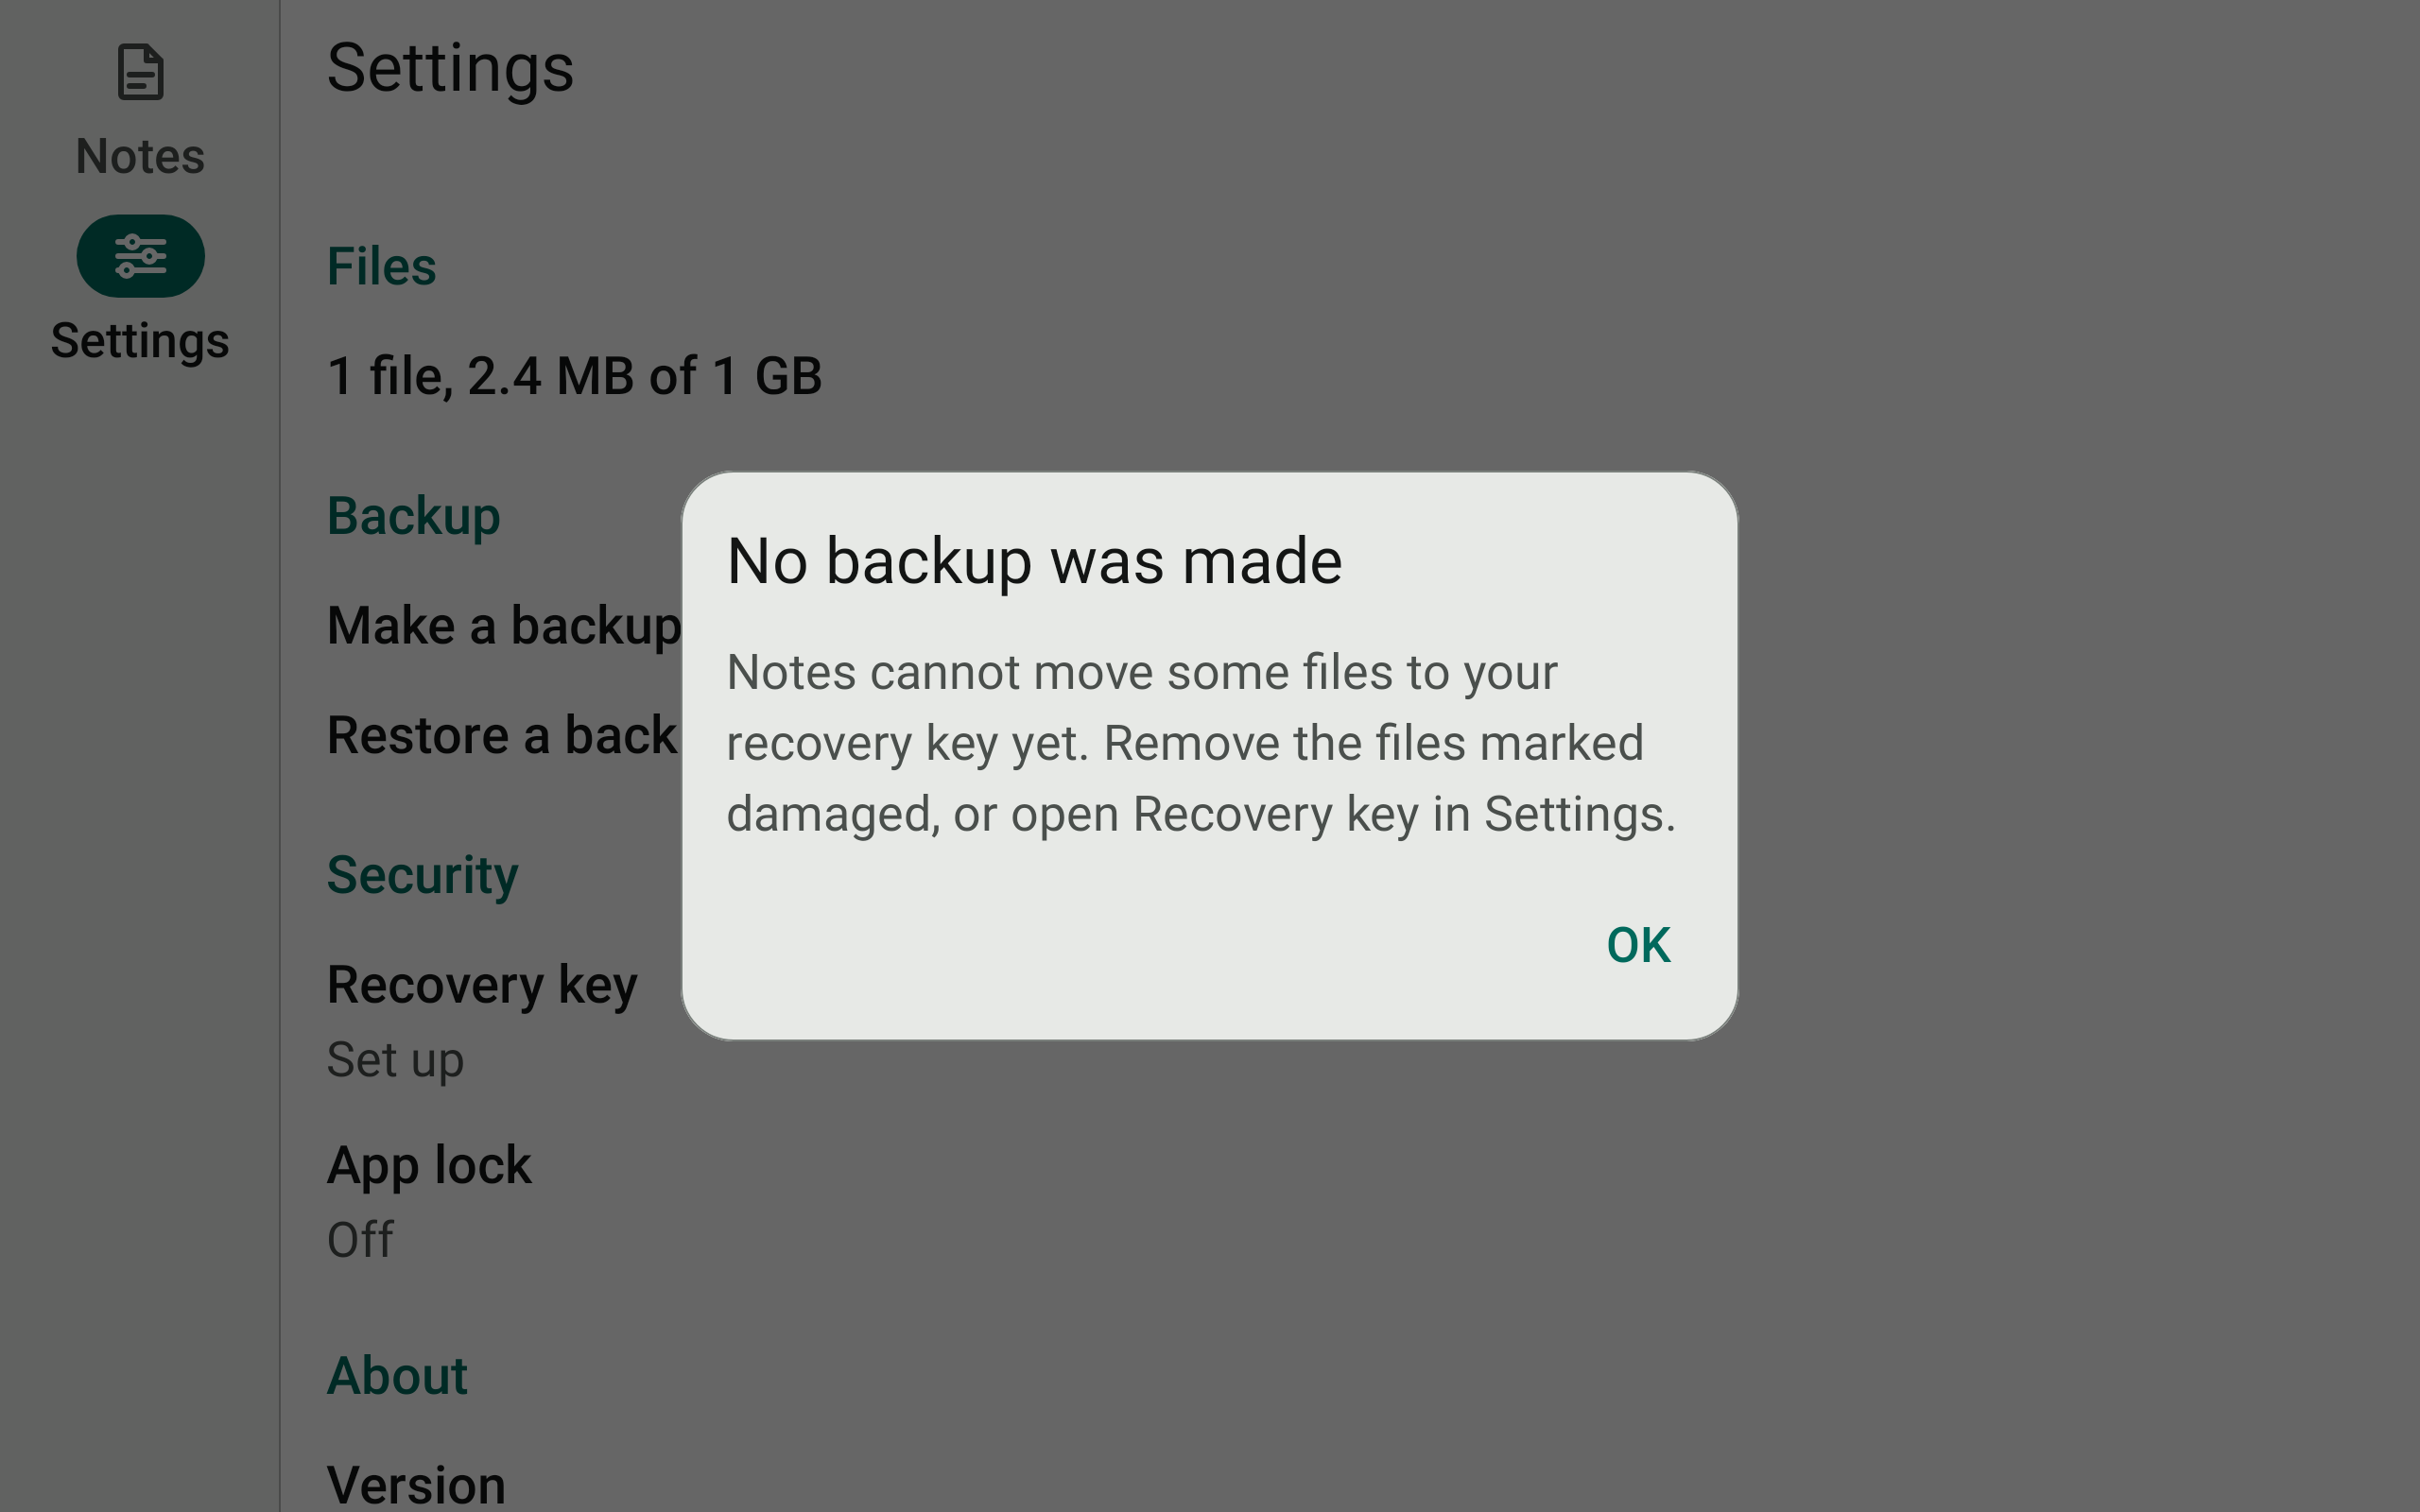 Settings
Notes
Settings
Files
1 file, 2.4 MB of 1 GB
Backup
Make a backup
Restore a back
Security
Recovery key
Set up
App lock
Off
About
Version
No backup was made
Notes cannot move some files to your
recovery key yet. Remove the files marked
damaged, or open Recovery key in Settings.
OK